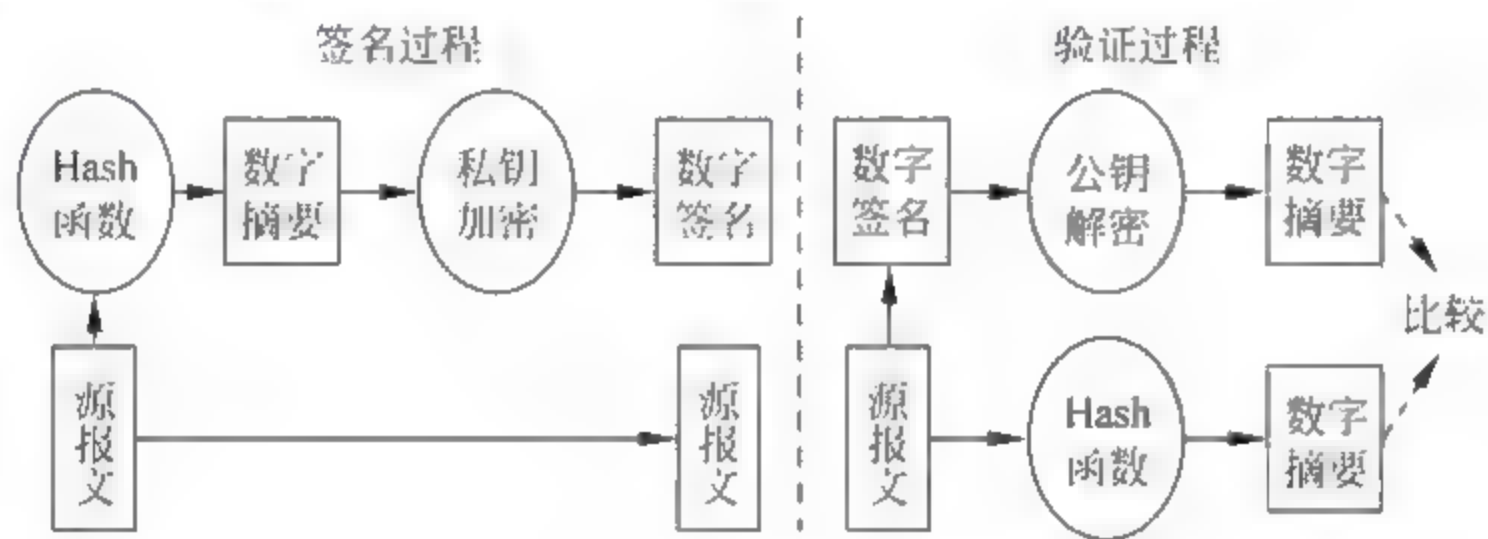 签名过程
验证过程
Hash
函数
数字
摘要
私钥
加密
数字
签名
数字
签名
公钥
解密
数字
摘要
比较
源
报
文
源
报
文
源
报
文
Hash
函数
数字
摘要